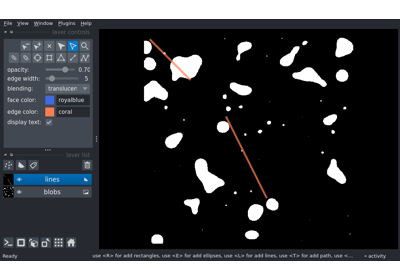 File View Window Plugins Help
layer controls
opacity: 0.70
edge width: 5
blending: translucen
face color: royalblue
edge color: coral
display text:
layer list
lines
blobs
Ready use <R> for add rectangles, use <E> for add ellipses, use <L> for add lines, use <T> for add path, use <... activity